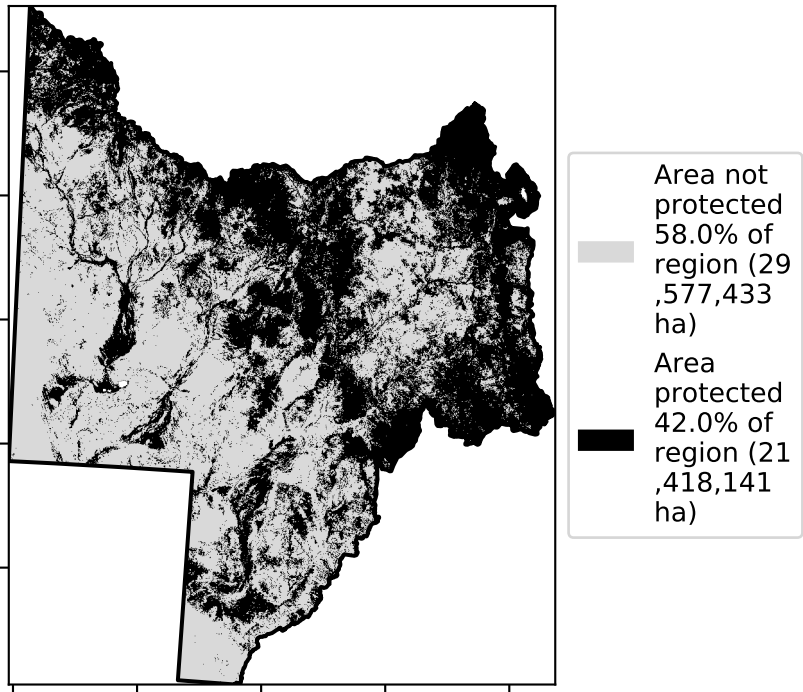 Area not
protected
58.0% of
region (29
,577,433
ha)
Area
protected
42.0% of
region (21
,418,141
ha)